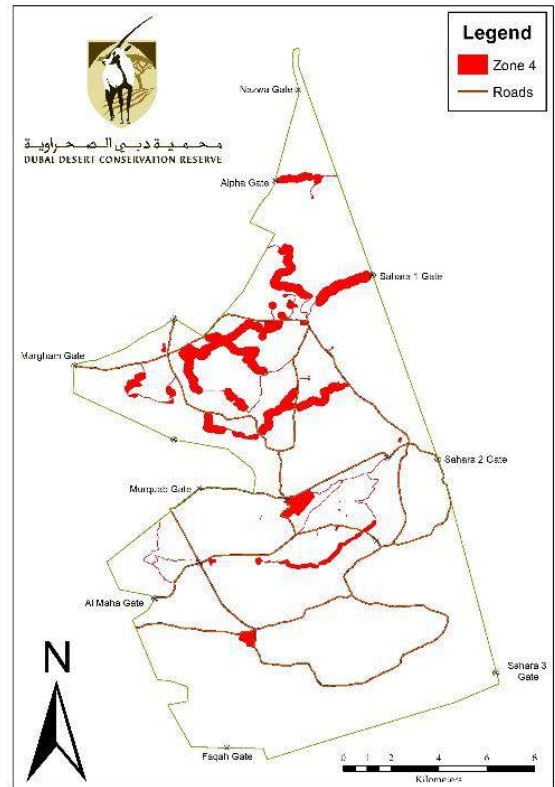 محمية دبي الصحراوية
DUBAI DESERT CONSERVATION RESERVE
Legend
Zone 4
Roads
Nazwa Gate
Alpha Gate
Sahara 1 Gate
Margham Gate
Sahara 2 Gate
Murquab Gate
Al Maha Gate
Sahara 3
Gate
Faqah Gate
N
0 2 4 6 8
Kilometers